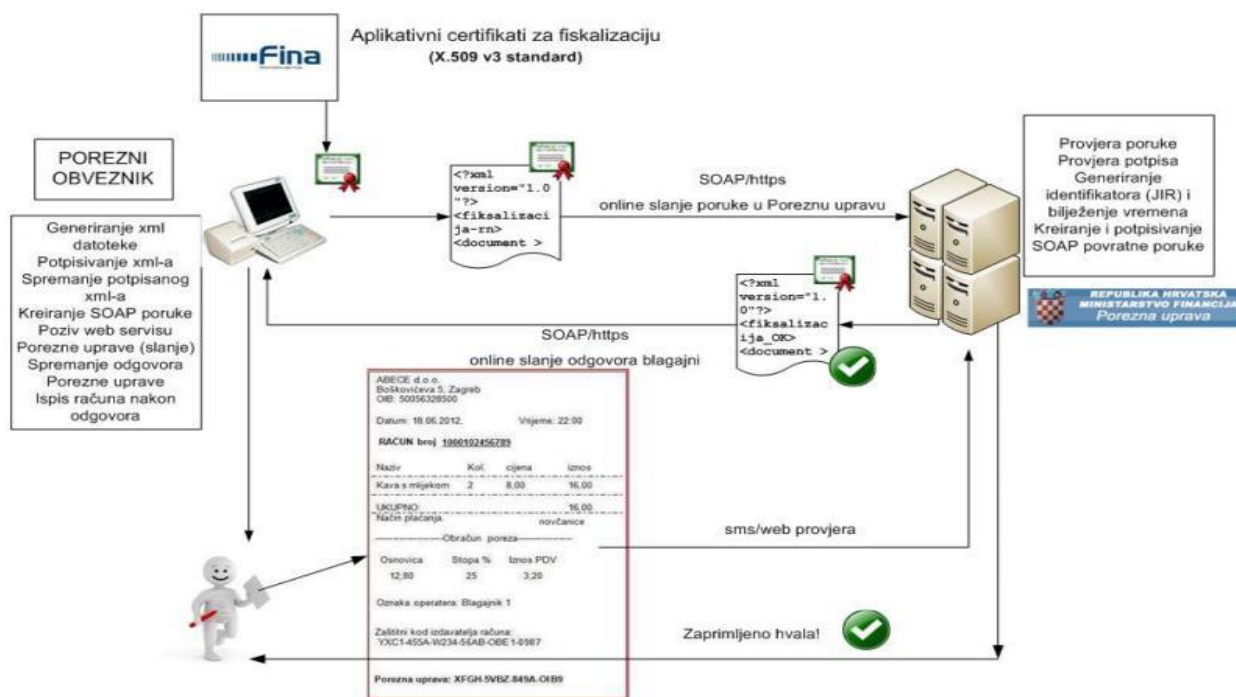 Fina
Aplikativni certifikati za fiskalizaciju
(X.509 v3 standard)
POREZNI
OBVEZNIK
Generiranje xml
datoteke
Potpisivanje xml-a
Spremanje potpisanog
xml-a
Kreiranje SOAP poruke
Poziv web servisu
Porezne uprave (slanje)
Spremanje odgovora
Porezne uprave
Ispis računa nakon
odgovora
<?xml
version="1.0
"?>
<fiksalizaci
ja-rn>
<document >
SOAP/https
online slanje poruke u Poreznu upravu
Provjera poruke
Provjera potpisa
Generiranje
identifikatora (JIR) i
bilježenje vremena
Kreiranje i potpisivanje
SOAP povratne poruke
REPUBLIKA HRVATSKA
MINISTARSTVO FINANCIJA
Porezna uprava
<?xml
version="1.
0"?>
<fiksalizac
ija_OK>
<document >
SOAP/https
online slanje odgovora blagajni
ABECE d.o.o.
Boškovićeva 5, Zagreb
OIB: 50056328500
Datum: 18.06.2012. Vrijeme: 22:00
RAČUN broj 1000102456789
Naziv Kol. cijena iznos
Kava s mlijekom 2 8,00 16,00
UKUPNO: 16,00
Način plaćanja: novčanice
Obračun poreza
Osnovica Stopa % Iznos PDV
12,80 25 3,20
Oznaka operatera: Blagajnik 1
Zaštitni kod izdavatelja računa:
YXC1-455A-W234-56AB-OBE1-0987
Porezna uprava: XFGH-5VBZ-849A-OIB9
sms/web provjera
Zaprimljeno hvala!